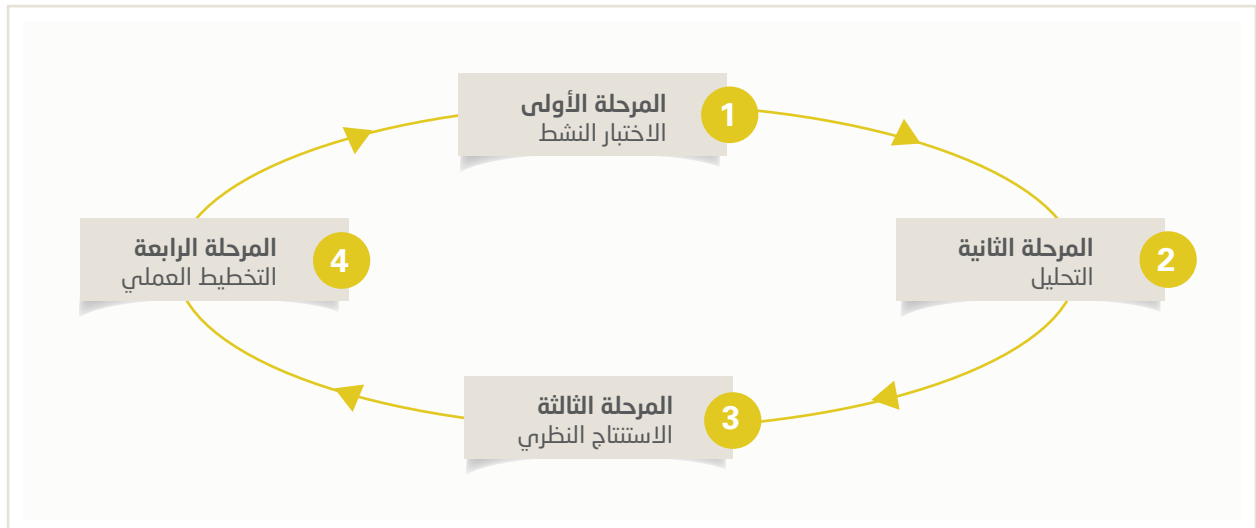 1
المرحلة الأولى
الاختبار النشط
2
المرحلة الثانية
التحليل
3
المرحلة الثالثة
الاستنتاج النظري
4
المرحلة الرابعة
التخطيط العملي